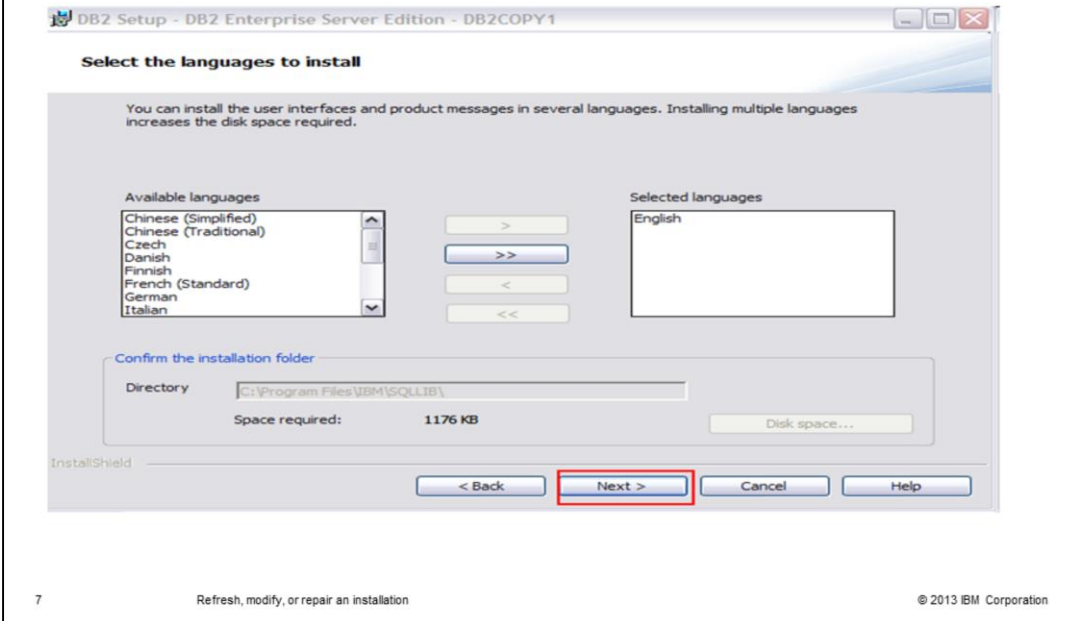 DB2 Setup - DB2 Enterprise Server Edition - DB2COPY1
Select the languages to install
You can install the user interfaces and product messages in several languages. Installing multiple languages
increases the disk space required.
Available languages
Chinese (Simplified)
Chinese (Traditional)
Czech
Danish
Finnish
French (Standard)
German
Italian
>
>>
<
<<
Selected languages
English
Confirm the installation folder
Directory
C:\Program Files\IBM\SQLLIB\
Space required:
1176 KB
Disk space...
InstallShield
< Back
Next >
Cancel
Help
7
Refresh, modify, or repair an installation
© 2013 IBM Corporation